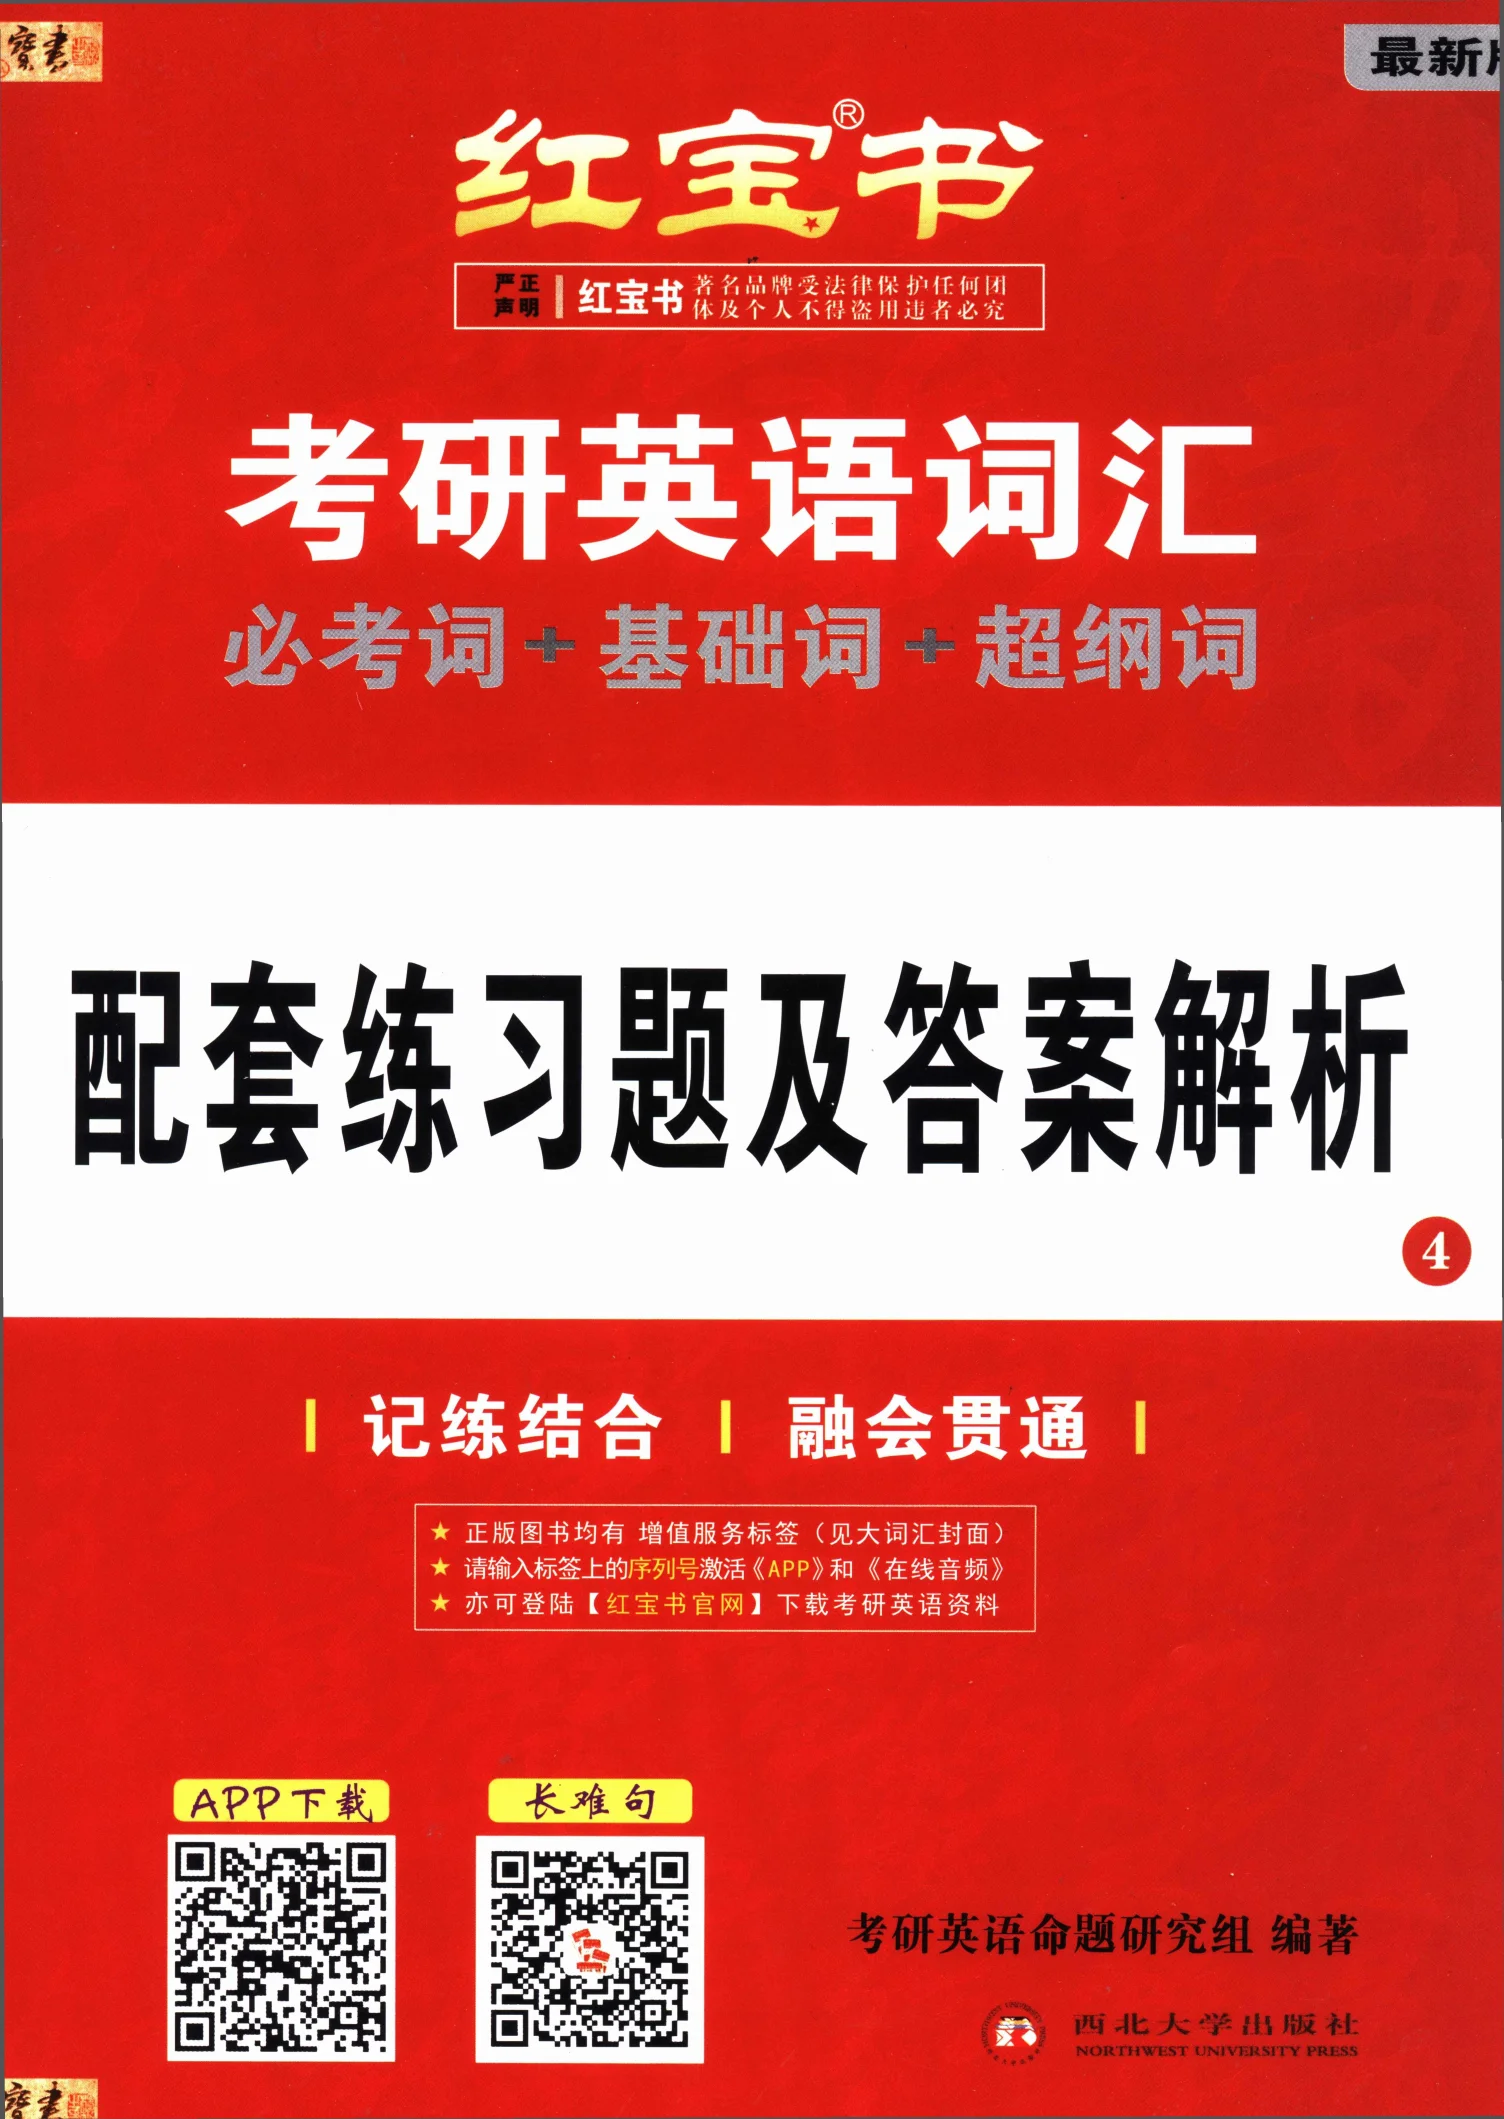 寶書
最新
红宝书®
严正声明
红宝书
著名品牌受法律保护任何团
体及个人不得盗用违者必究
考研英语词汇
必考词+基础词+超纲词
配套练习题及答案解析
4
记练结合 融会贯通
★ 正版图书均有 增值服务标签（见大词汇封面）
★ 请输入标签上的序列号激活《APP》和《在线音频》
★ 亦可登陆【红宝书官网】下载考研英语资料
APP下载
长难句
考研英语命题研究组 编著
西北大学出版社
NORTHWEST UNIVERSITY PRESS
寶書